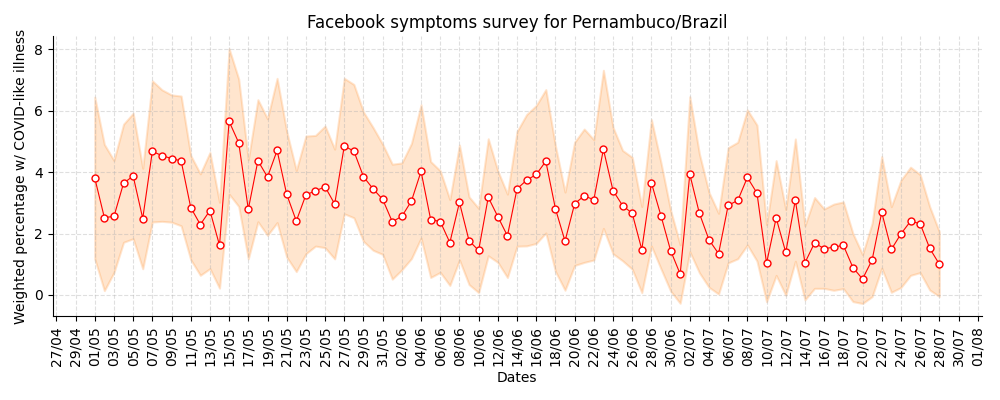 Facebook symptoms survey for Pernambuco/Brazil
Weighted percentage w/ COVID-like illness
8
6
4
2
0
27/04 29/04 01/05 03/05 05/05 07/05 09/05 11/05 13/05 15/05 17/05 19/05 21/05 23/05 25/05 27/05 29/05 31/05 02/06 04/06 06/06 08/06 10/06 12/06 14/06 16/06 18/06 20/06 22/06 24/06 26/06 28/06 30/06 02/07 04/07 06/07 08/07 10/07 12/07 14/07 16/07 18/07 20/07 22/07 24/07 26/07 28/07 30/07 01/08
Dates